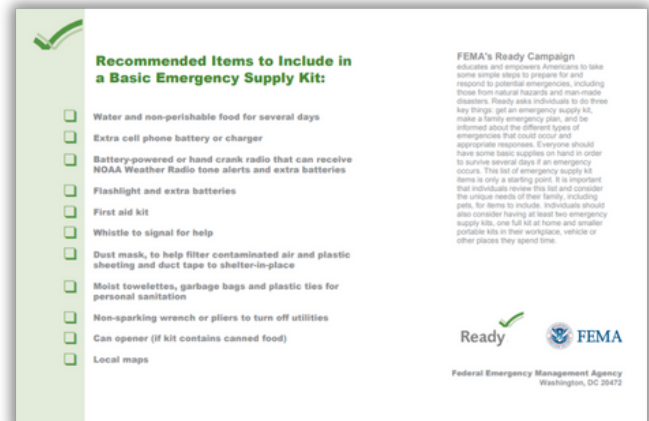 Recommended Items to Include in
a Basic Emergency Supply Kit:
Water and non-perishable food for several days
Extra cell phone battery or charger
Battery-powered or hand crank radio that can receive
NOAA Weather Radio tone alerts and extra batteries
Flashlight and extra batteries
First aid kit
Whistle to signal for help
Dust mask, to help filter contaminated air and plastic
sheeting and duct tape to shelter-in-place
Moist towelettes, garbage bags and plastic ties for
personal sanitation
Non-sparking wrench or pliers to turn off utilities
Can opener (if kit contains canned food)
Local maps
FEMA's Ready Campaign
educates and empowers Americans to take
some simple steps to prepare for and
respond to potential emergencies, including
those from natural hazards and man-made
disasters. Ready asks individuals to do three
key things: get an emergency supply kit,
make a family emergency plan, and be
informed about the different types of
emergencies that could occur and
appropriate responses. Everyone should
have some basic supplies on hand in order
to survive several days if an emergency
occurs. This list of emergency supply kit
items is only a starting point. It is important
that individuals review this list and consider
the unique needs of their family, including
pets, for items to include. Individuals should
also consider having at least two emergency
supply kits, one full kit at home and smaller
portable kits in their workplace, vehicle or
other places they spend time.
Ready
FEMA
Federal Emergency Management Agency
Washington, DC 20472